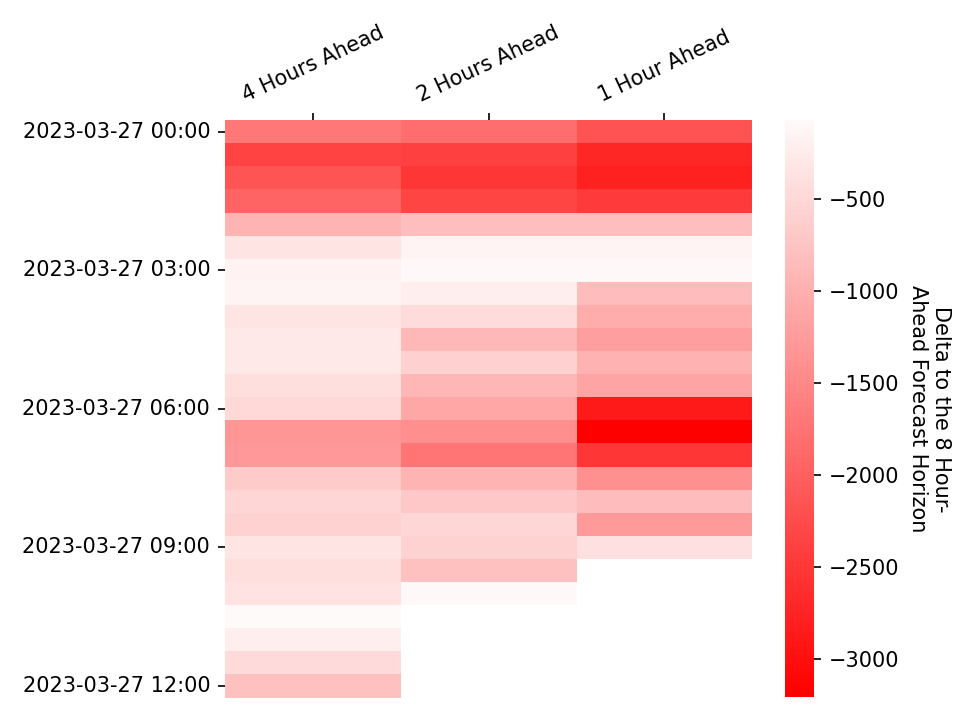 4 Hours Ahead
2 Hours Ahead
1 Hour Ahead
2023-03-27 00:00
2023-03-27 03:00
2023-03-27 06:00
2023-03-27 09:00
2023-03-27 12:00
−500
−1000
−1500
−2000
−2500
−3000
Delta to the 8 Hour-
Ahead Forecast Horizon